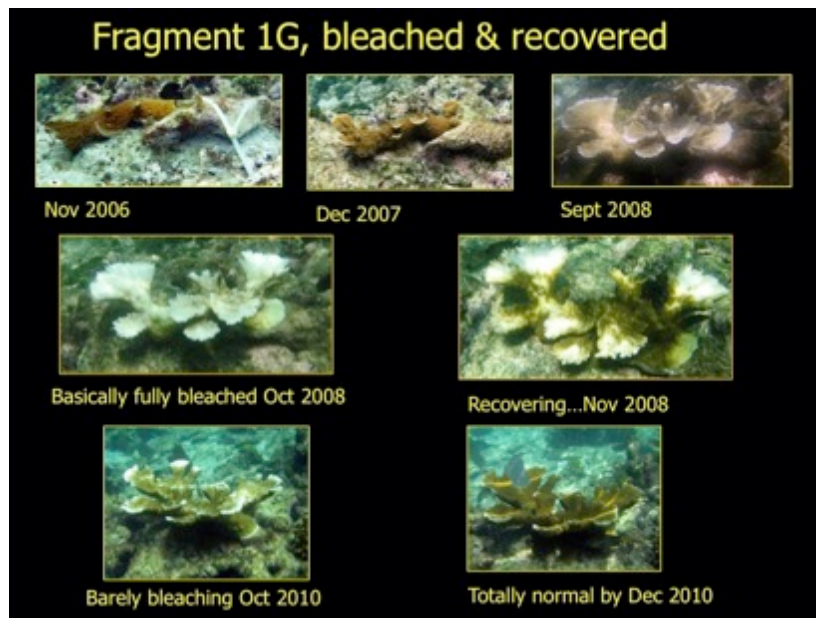 Fragment 1G, bleached & recovered
Nov 2006
Dec 2007
Sept 2008
Basically fully bleached Oct 2008
Recovering...Nov 2008
Barely bleaching Oct 2010
Totally normal by Dec 2010